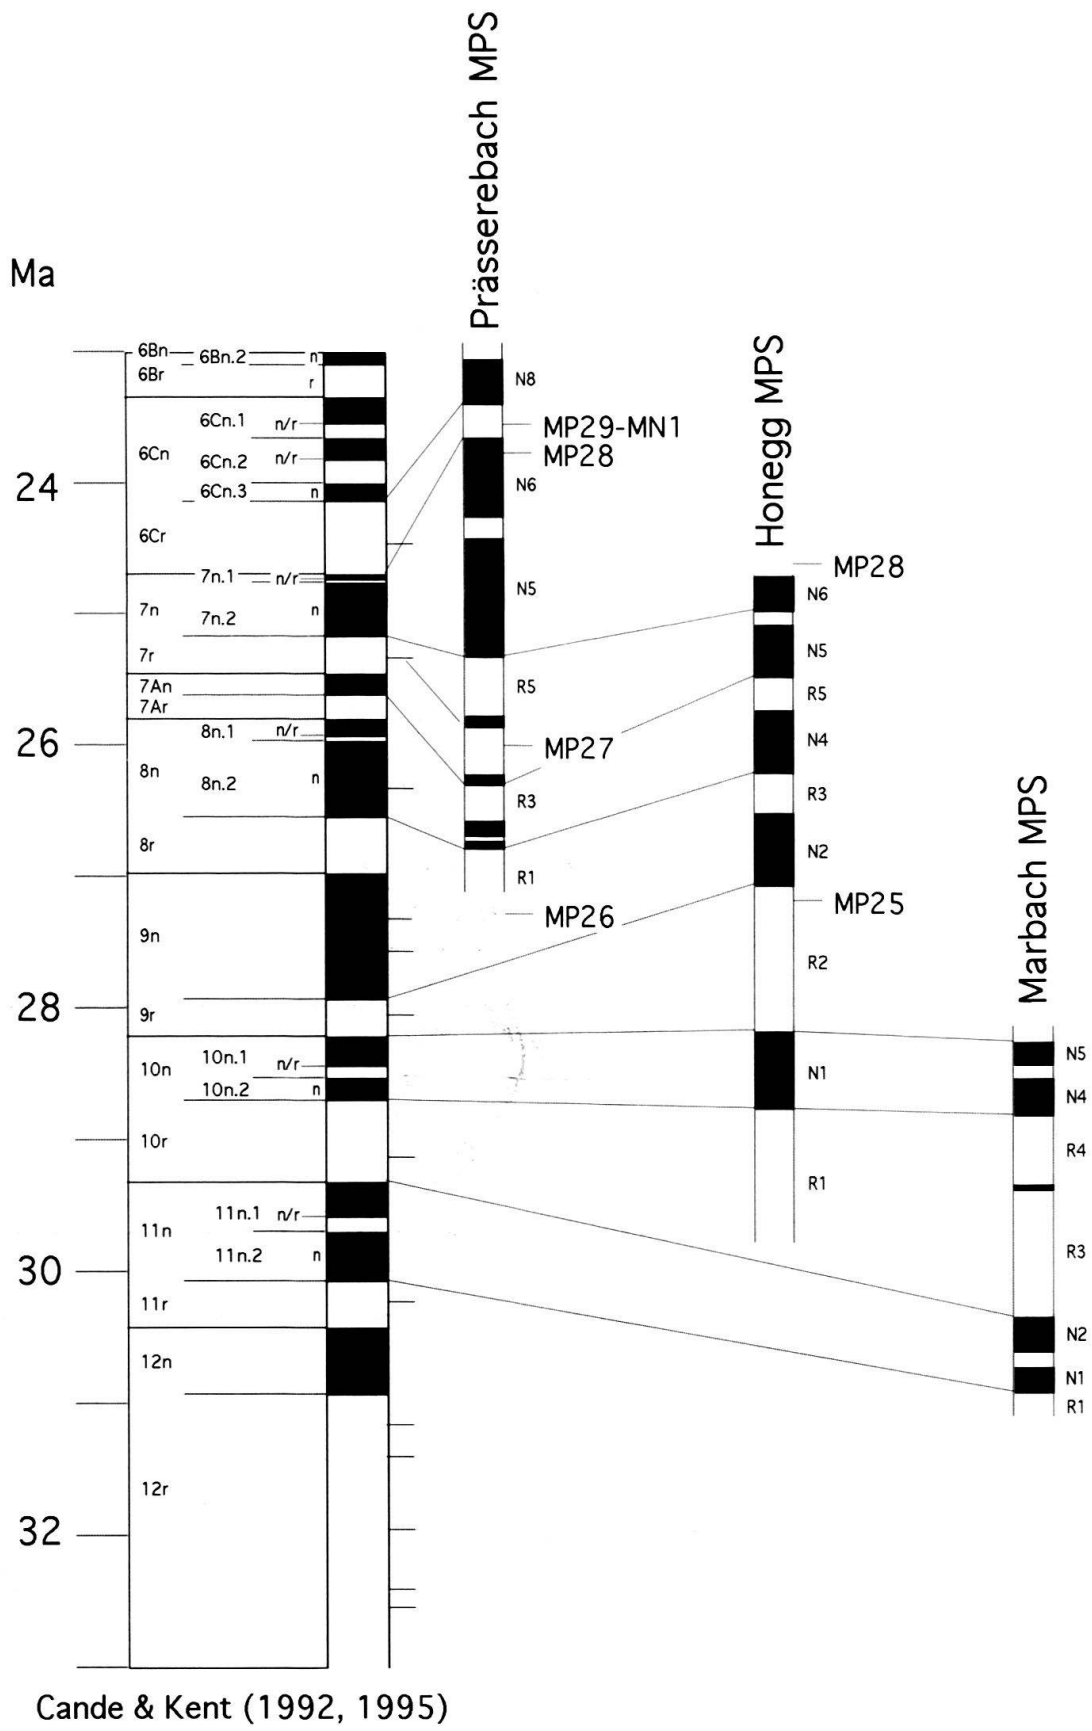 Prässerebach MPS
Ma
Honegg MPS
Marbach MPS
6Bn
6Bn.2
n
6Br
r
6Cn.1
n/r
6Cn
6Cn.2
n/r
24
6Cn.3
n
6Cr
7n.1
n/r
7n
7n.2
n
7r
7An
7Ar
8n.1
n/r
26
8n
8n.2
n
8r
9n
28
9r
10n.1
n/r
10n
10n.2
n
10r
11n.1
n/r
11n
11n.2
n
30
11r
12n
12r
32
N8
MP29-MN1
MP28
N6
N5
R5
MP27
R3
R1
MP26
MP28
N6
N5
R5
N4
R3
N2
MP25
R2
N1
R1
N5
N4
R4
R3
N2
N1
R1
Cande & Kent (1992, 1995)